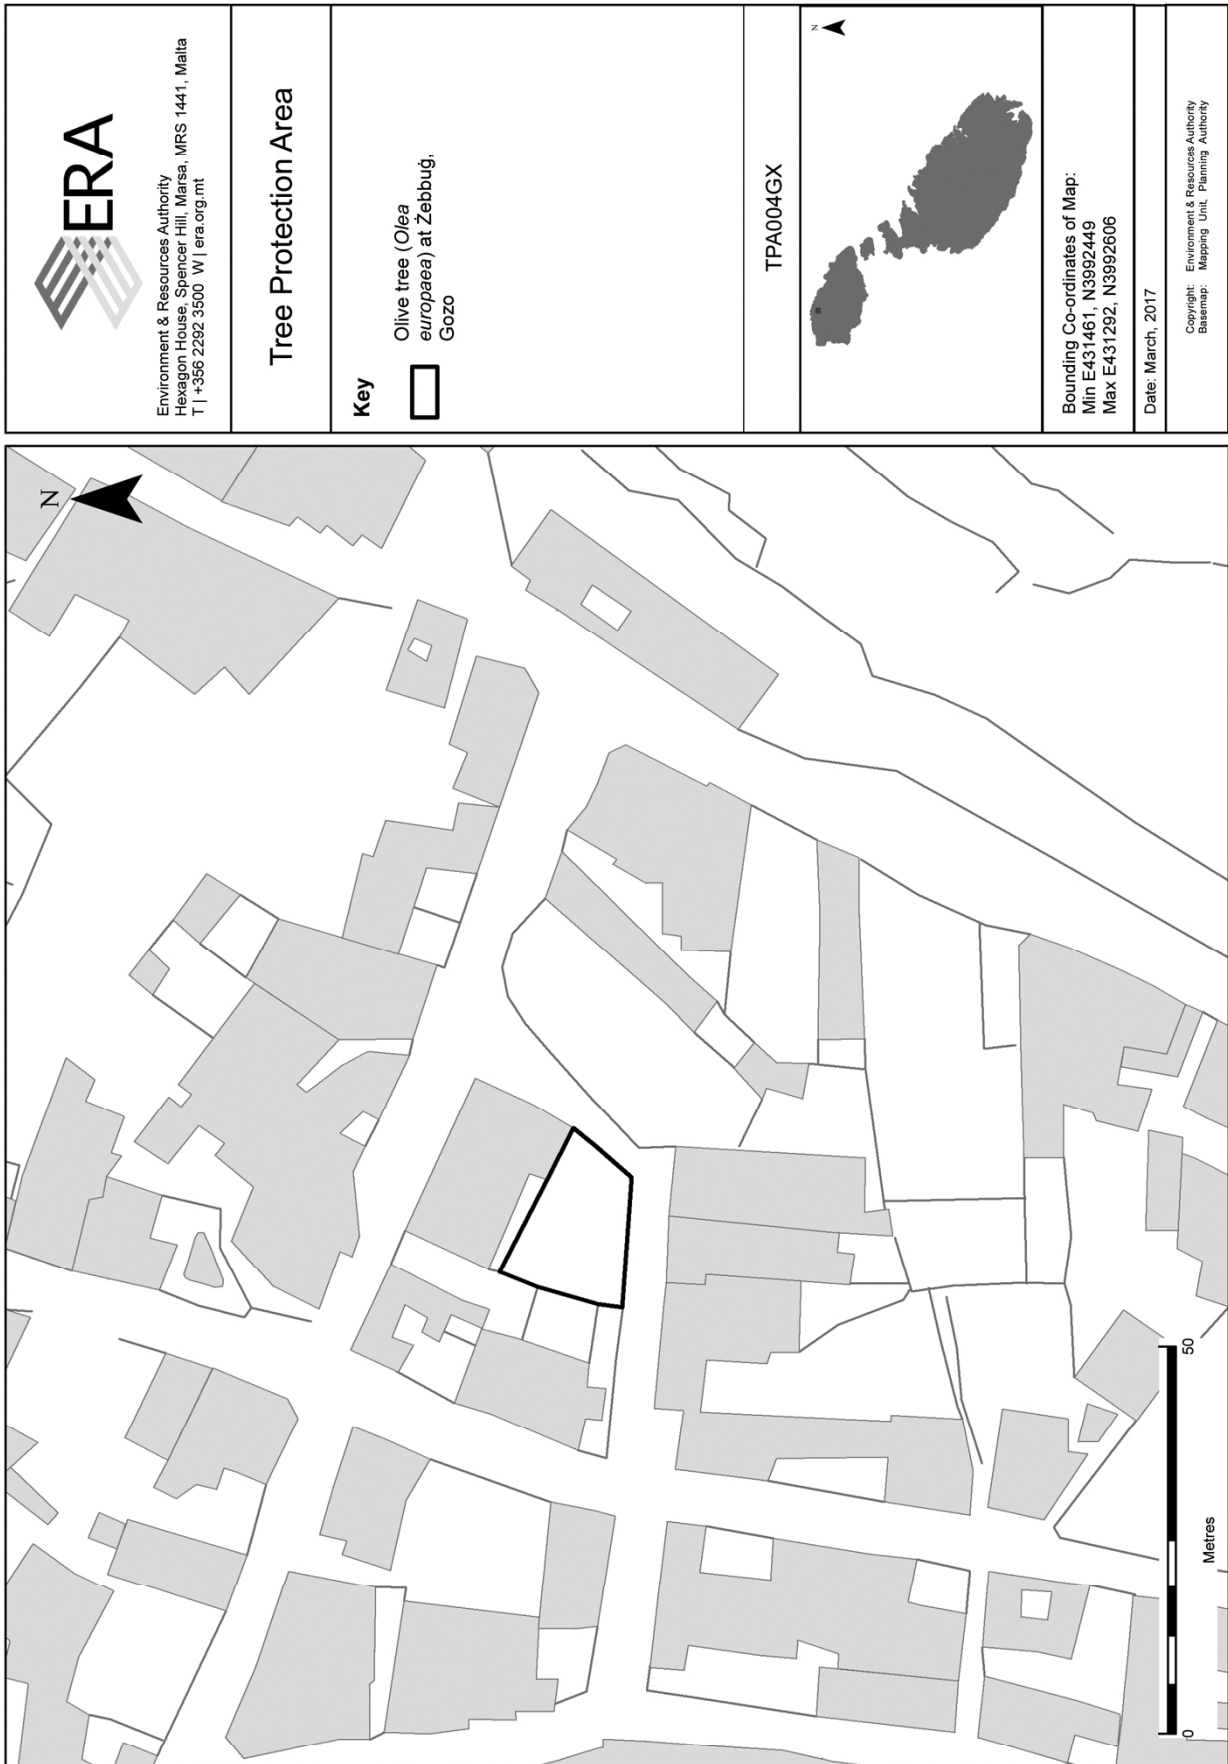 ERA
Environment & Resources Authority
Hexagon House, Spencer Hill, Marsa, MRS 1441, Malta
T | +356 2292 3500 W | era.org.mt
Tree Protection Area
Key
Olive tree (Olea
europaea) at Żebbuġ,
Gozo
TPA004GX
N
Bounding Co-ordinates of Map:
Min E431461, N3992449
Max E431292, N3992606
Date: March, 2017
Copyright: Environment & Resources Authority
Basemap: Mapping Unit, Planning Authority
N
0
50
Metres